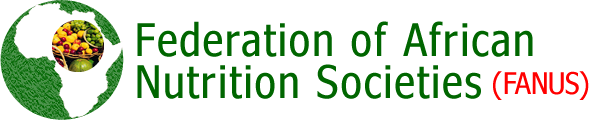 Federation of African
Nutrition Societies (FANUS)